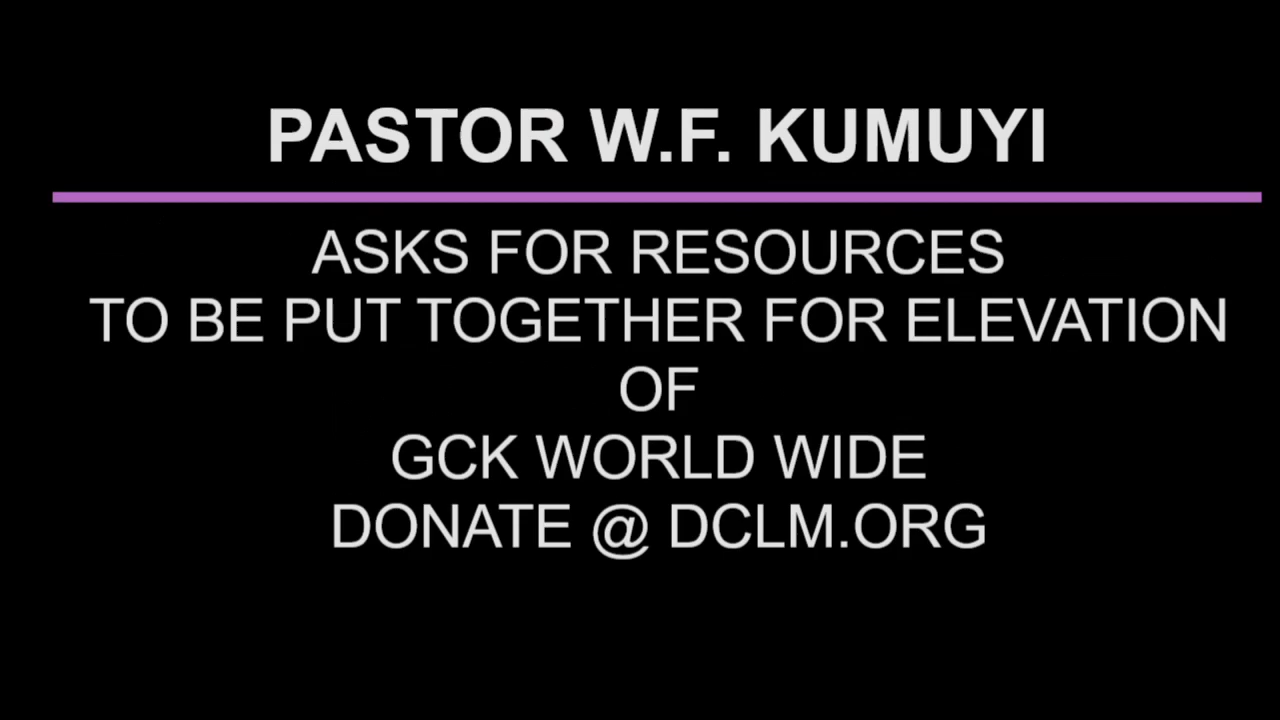 PASTOR W.F. KUMUYI
ASKS FOR RESOURCES
TO BE PUT TOGETHER FOR ELEVATION
OF
GCK WORLD WIDE
DONATE @ DCLM.ORG